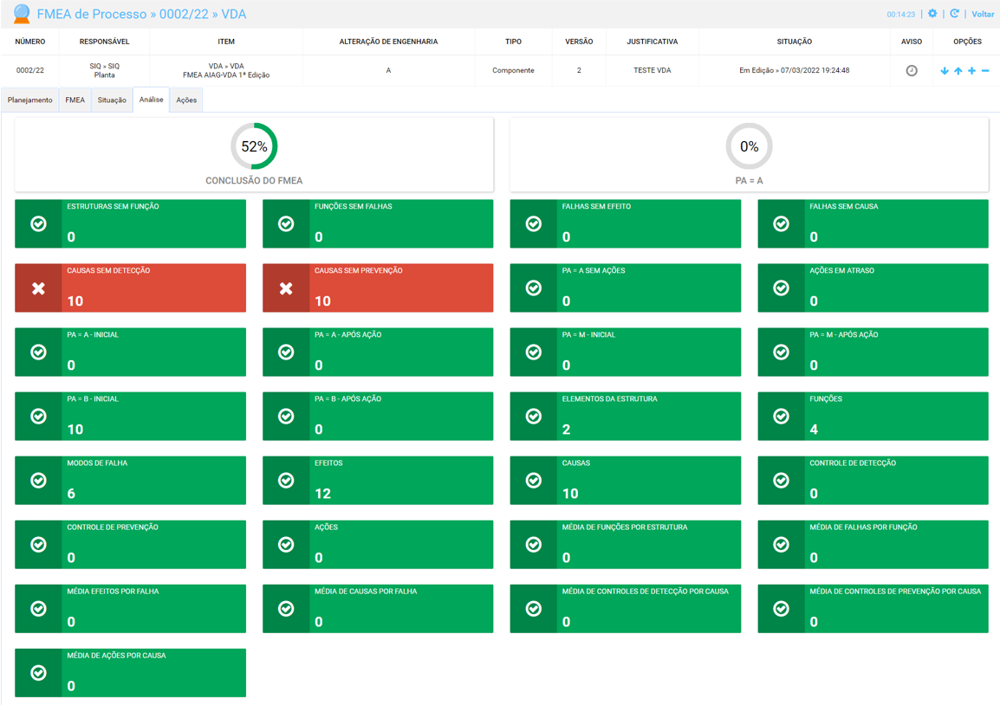 FMEA de Processo » 0002/22 » VDA
00:14:23 | | | Voltar
NÚMERO RESPONSÁVEL ITEM ALTERAÇÃO DE ENGENHARIA TIPO VERSÃO JUSTIFICATIVA SITUAÇÃO AVISO OPÇÕES
0002/22 SIQ » SIQ Planta VDA » VDA FMEA AIAG-VDA 1ª Edição A Componente 2 TESTE VDA Em Edição » 07/03/2022 19:24:48
Planejamento FMEA Situação Análise Ações
52%
CONCLUSÃO DO FMEA
0%
PA = A
ESTRUTURAS SEM FUNÇÃO
0
FUNÇÕES SEM FALHAS
0
FALHAS SEM EFEITO
0
FALHAS SEM CAUSA
0
CAUSAS SEM DETECÇÃO
10
CAUSAS SEM PREVENÇÃO
10
PA = A SEM AÇÕES
0
AÇÕES EM ATRASO
0
PA = A - INICIAL
0
PA = A - APÓS AÇÃO
0
PA = M - INICIAL
0
PA = M - APÓS AÇÃO
0
PA = B - INICIAL
10
PA = B - APÓS AÇÃO
0
ELEMENTOS DA ESTRUTURA
2
FUNÇÕES
4
MODOS DE FALHA
6
EFEITOS
12
CAUSAS
10
CONTROLE DE DETECÇÃO
0
CONTROLE DE PREVENÇÃO
0
AÇÕES
0
MÉDIA DE FUNÇÕES POR ESTRUTURA
0
MÉDIA DE FALHAS POR FUNÇÃO
0
MÉDIA EFEITOS POR FALHA
0
MÉDIA DE CAUSAS POR FALHA
0
MÉDIA DE CONTROLES DE DETECÇÃO POR CAUSA
0
MÉDIA DE CONTROLES DE PREVENÇÃO POR CAUSA
0
MÉDIA DE AÇÕES POR CAUSA
0